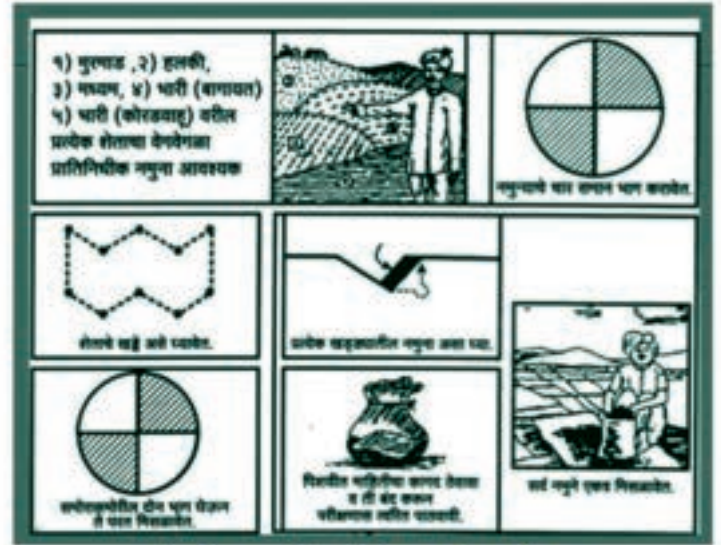 १) मुरमाड ,२) हलकी,
३) मध्यम, ४) भारी (बागायत)
५) भारी (कोरडवाहू) वरील
प्रत्येक शेताचा वेगवेगळा
प्रातिनिधीक नमुना आवश्यक
नमुन्याचे चार समान भाग करावेत.
शेताचे खड्डे असे घ्यावेत.
प्रत्येक खड्ड्यातील नमुना असा घ्या.
सर्व नमुने एकत्र मिसळावेत.
समोरासमोरील दोन भाग घेऊन
ते परत मिसळावेत.
पिशवीत माहितीचा कागद ठेवावा
व ती बंद करून
परीक्षणास त्वरित पाठवावी.